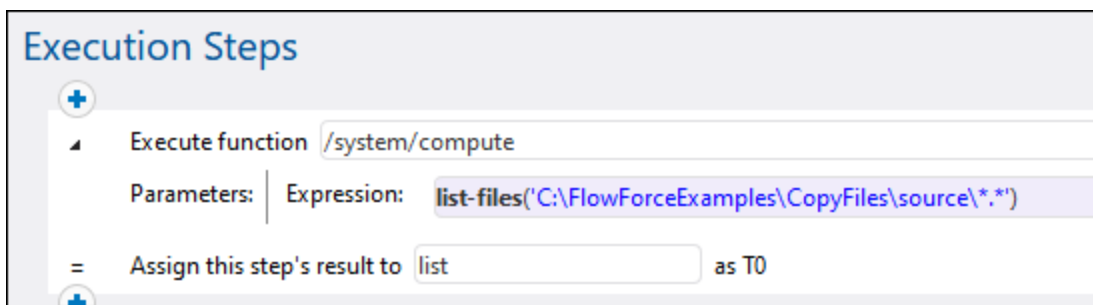 Execution Steps
Execute function /system/compute
Parameters: Expression: list-files('C:\FlowForceExamples\CopyFiles\source\*.*')
= Assign this step's result to list as T0